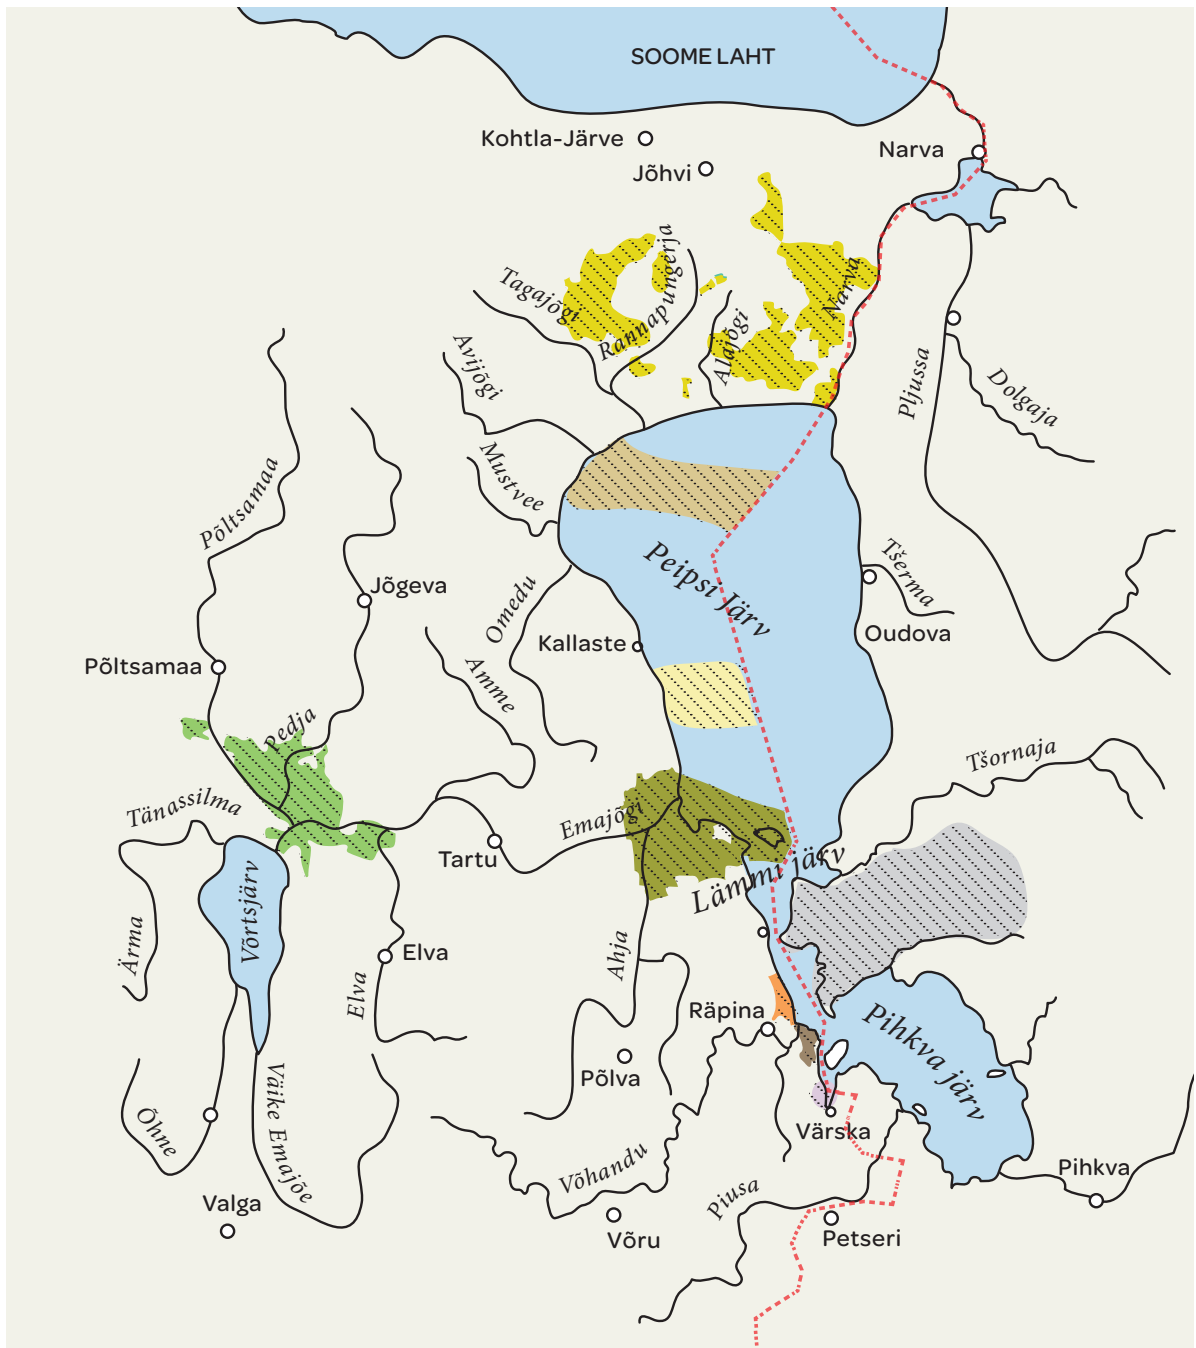 SOOME LAHT
Kohtla-Järve
Narva
Jõhvi
Tagajõgi
Rannapungerja
Narva
Alajõgi
Avijõgi
Pljussa
Dolgaja
Mustvee
Põltsamaa
Peipsi Järv
Tšerma
Jõgeva
Omedu
Oudova
Kallaste
Põltsamaa
Amme
Pedja
Tšornaja
Tänassilma
Emajõgi
Tartu
Lämmi järv
Võrtsjärv
Ärma
Elva
Elva
Ahja
Räpina
Pihkva järv
Põlva
Väike Emajõe
Õhne
Värska
Võhandu
Pihkva
Piusa
Valga
Võru
Petseri